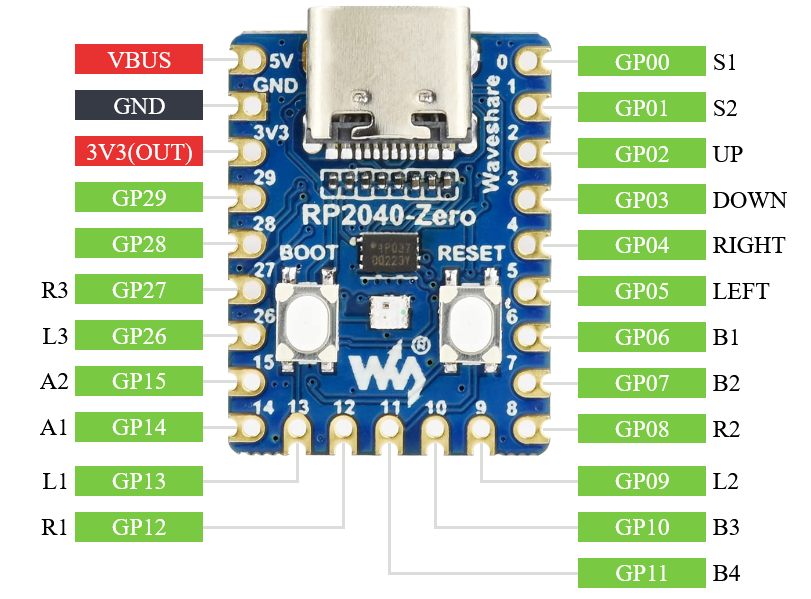 VBUS
GND
3V3(OUT)
GP29
GP28
R3 GP27
L3 GP26
A2 GP15
A1 GP14
L1 GP13
R1 GP12
5V
GND
3V3
29
28
27
26
15
14
13
12
11
10
9
8
0
1
2
3
4
5
6
7
Waveshare
RP2040-Zero
BOOT
RESET
GP00 S1
GP01 S2
GP02 UP
GP03 DOWN
GP04 RIGHT
GP05 LEFT
GP06 B1
GP07 B2
GP08 R2
GP09 L2
GP10 B3
GP11 B4